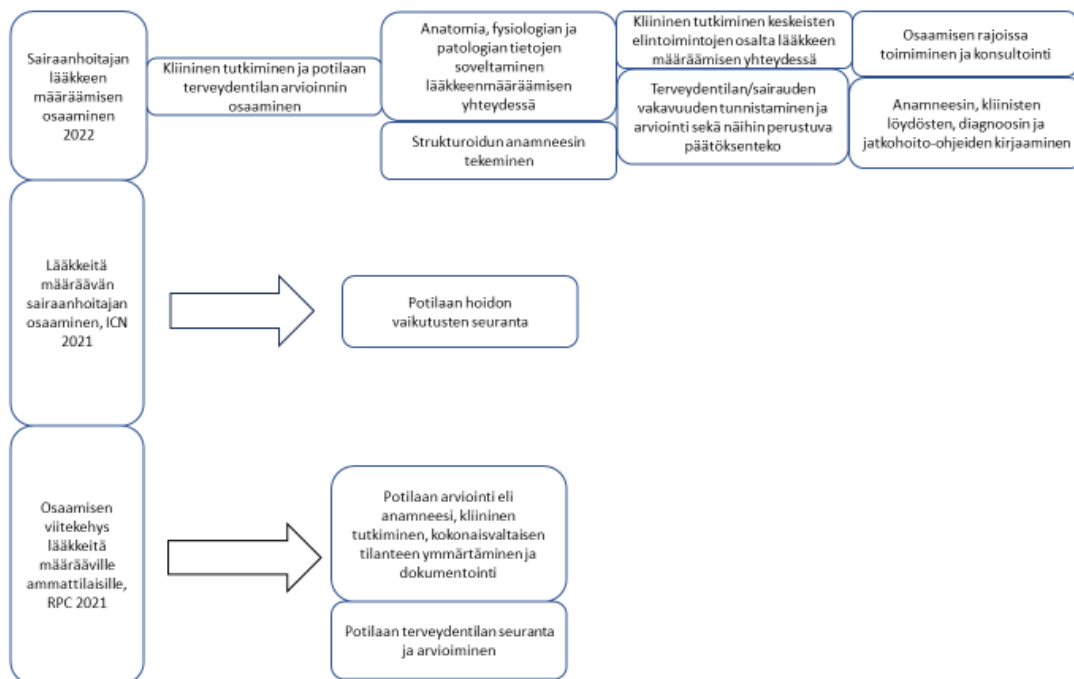 Sairaanhoitajan
lääkkeen
määräämisen
osaaminen
2022
Kliininen tutkiminen ja potilaan
terveydentilan arvioinnin
osaaminen
Anatomia, fysiologian ja
patologian tietojen
soveltaminen
lääkkeenmääräämisen
yhteydessä
Strukturoidun anamneesin
tekeminen
Kliininen tutkiminen keskeisten
elintoimintojen osalta lääkkeen
määräämisen yhteydessä
Terveydentilan/sairauden
vakavuuden tunnistaminen ja
arviointi sekä näihin perustuva
päätöksenteko
Osaamisen rajoissa
toimiminen ja konsultointi
Anamneesin, kliinisten
löydösten, diagnoosin ja
jatkohoito-ohjeiden kirjaaminen
Lääkkeitä
määräävän
sairaanhoitajan
osaaminen, ICN
2021
Potilaan hoidon
vaikutusten seuranta
Osaamisen
viitekehys
lääkkeitä
määrääville
ammattilaisille,
RPC 2021
Potilaan arviointi eli
anamneesi, kliininen
tutkiminen, kokonaisvaltaisen
tilanteen ymmärtäminen ja
dokumentointi
Potilaan terveydentilan seuranta
ja arvioiminen